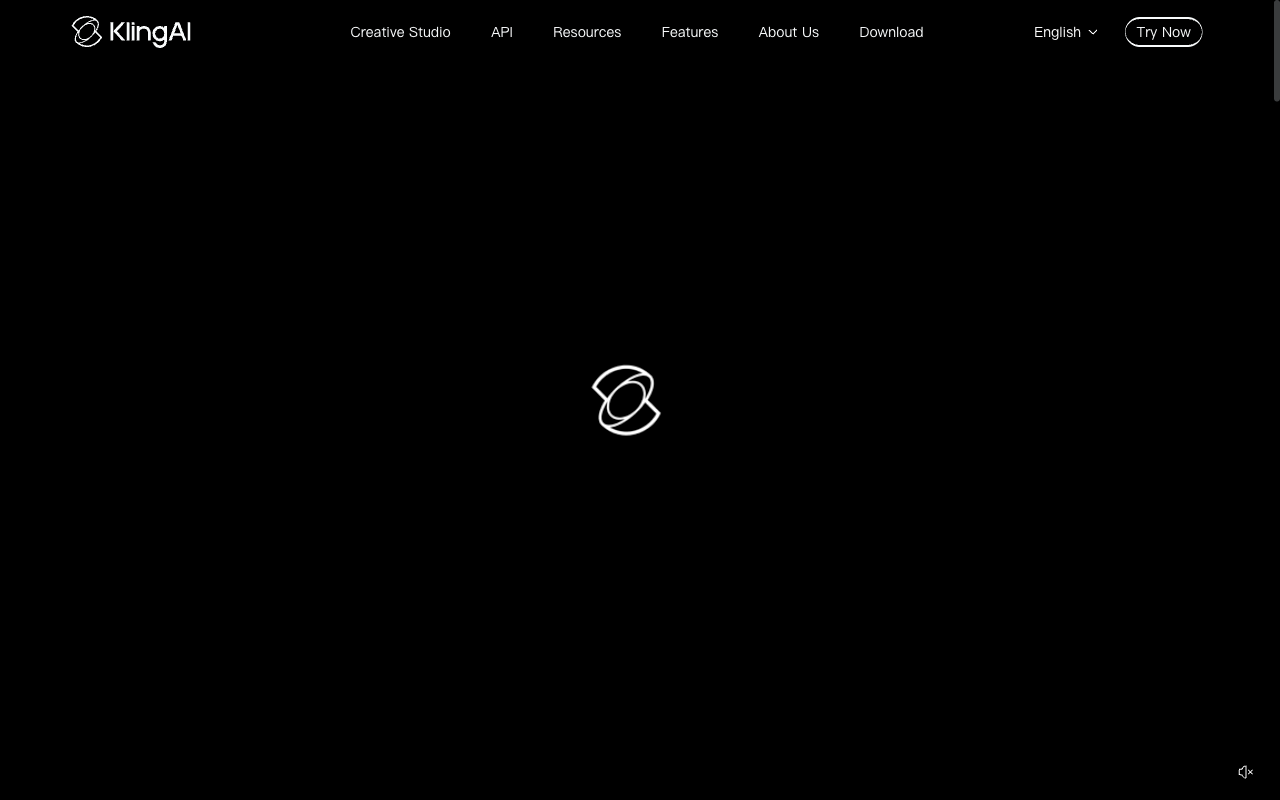 KlingAI
Creative Studio
API
Resources
Features
About Us
Download
English
Try Now